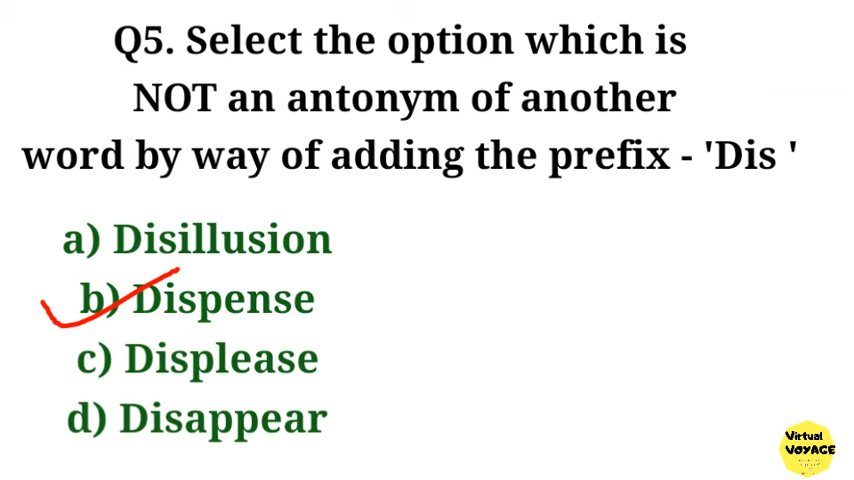 Q5. Select the option which is
NOT an antonym of another
word by way of adding the prefix - 'Dis '
a) Disillusion
b) Dispense
c) Displease
d) Disappear
Virtual
VOYAGE